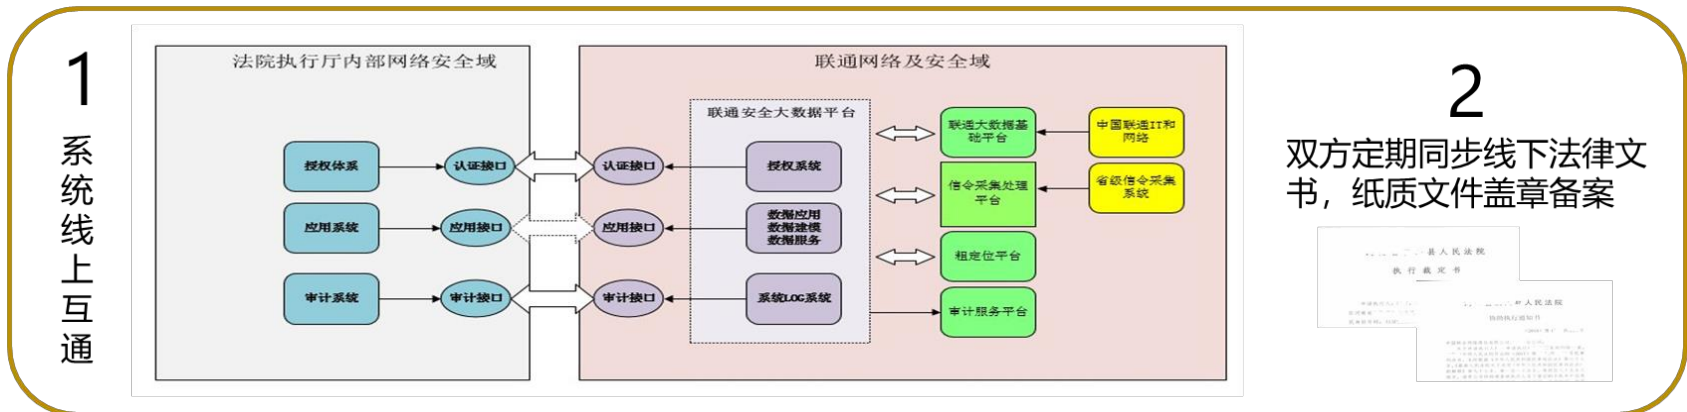 1
系统线上互通
法院执行厅内部网络安全域
授权体系
认证接口
应用系统
应用接口
审计系统
审计接口
联通网络及安全域
联通安全大数据平台
认证接口
授权系统
应用接口
数据应用
数据建模
数据服务
审计接口
系统LOG系统
联通大数据基
础平台
中国联通IT和
网络
信令采集处理
平台
省级信令采集
系统
粗定位平台
审计服务平台
2
双方定期同步线下法律文
书，纸质文件盖章备案
县人民法院
执行裁定书
人民法院
协助执行通知书